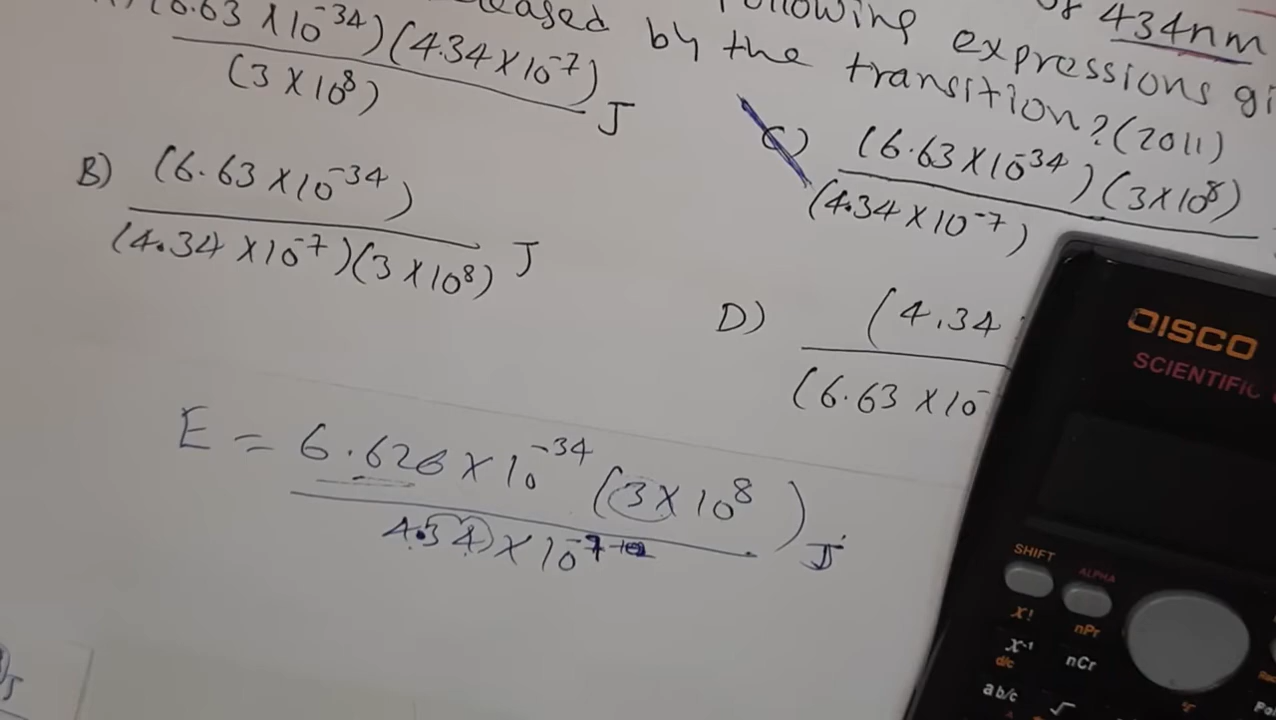 following of 434nm
by the expressions
transition? (2011)
(6.63 X 10⁻³⁴) (4.34 X 10⁻⁷)
(3 X 10⁸) J
B) (6.63 X 10⁻³⁴)
(4.34 X 10⁻⁷)(3 X 10⁸) J
C) (6.63 X 10⁻³⁴) (3 X 10⁸)
(4.34 X 10⁻⁷)
D) (4.34
(6.63 X 10⁻
E = 6.626 X 10⁻³⁴ (3 X 10⁸) J
4.34 X 10⁻⁷
J
DISCO
SCIENTIFIC
SHIFT ALPHA
X! nPr
X⁻¹ nCr
d/c
ab/c √